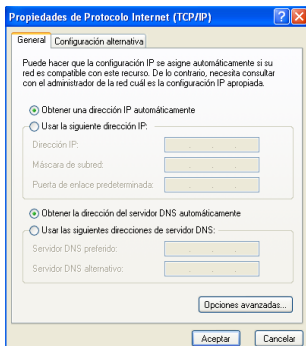 Propiedades de Protocolo Internet (TCP/IP)
General
Configuración alternativa
Puede hacer que la configuración IP se asigne automáticamente si su
red es compatible con este recurso. De lo contrario, necesita consultar
con el administrador de la red cuál es la configuración IP apropiada.
Obtener una dirección IP automáticamente
Usar la siguiente dirección IP:
Dirección IP:
Máscara de subred:
Puerta de enlace predeterminada:
Obtener la dirección del servidor DNS automáticamente
Usar las siguientes direcciones de servidor DNS:
Servidor DNS preferido:
Servidor DNS alternativo:
Opciones avanzadas...
Aceptar
Cancelar